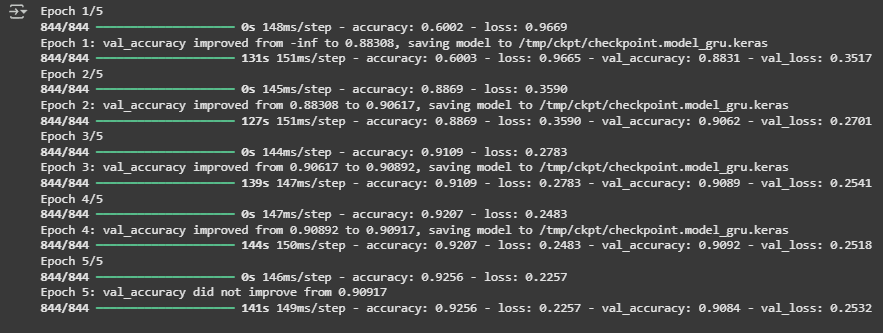 Epoch 1/5
844/844 0s 148ms/step - accuracy: 0.6002 - loss: 0.9669
Epoch 1: val_accuracy improved from -inf to 0.88308, saving model to /tmp/ckpt/checkpoint.model_gru.keras
844/844 131s 151ms/step - accuracy: 0.6003 - loss: 0.9665 - val_accuracy: 0.8831 - val_loss: 0.3517
Epoch 2/5
844/844 0s 145ms/step - accuracy: 0.8869 - loss: 0.3590
Epoch 2: val_accuracy improved from 0.88308 to 0.90617, saving model to /tmp/ckpt/checkpoint.model_gru.keras
844/844 127s 151ms/step - accuracy: 0.8869 - loss: 0.3590 - val_accuracy: 0.9062 - val_loss: 0.2701
Epoch 3/5
844/844 0s 144ms/step - accuracy: 0.9109 - loss: 0.2783
Epoch 3: val_accuracy improved from 0.90617 to 0.90892, saving model to /tmp/ckpt/checkpoint.model_gru.keras
844/844 139s 147ms/step - accuracy: 0.9109 - loss: 0.2783 - val_accuracy: 0.9089 - val_loss: 0.2541
Epoch 4/5
844/844 0s 147ms/step - accuracy: 0.9207 - loss: 0.2483
Epoch 4: val_accuracy improved from 0.90892 to 0.90917, saving model to /tmp/ckpt/checkpoint.model_gru.keras
844/844 144s 150ms/step - accuracy: 0.9207 - loss: 0.2483 - val_accuracy: 0.9092 - val_loss: 0.2518
Epoch 5/5
844/844 0s 146ms/step - accuracy: 0.9256 - loss: 0.2257
Epoch 5: val_accuracy did not improve from 0.90917
844/844 141s 149ms/step - accuracy: 0.9256 - loss: 0.2257 - val_accuracy: 0.9084 - val_loss: 0.2532